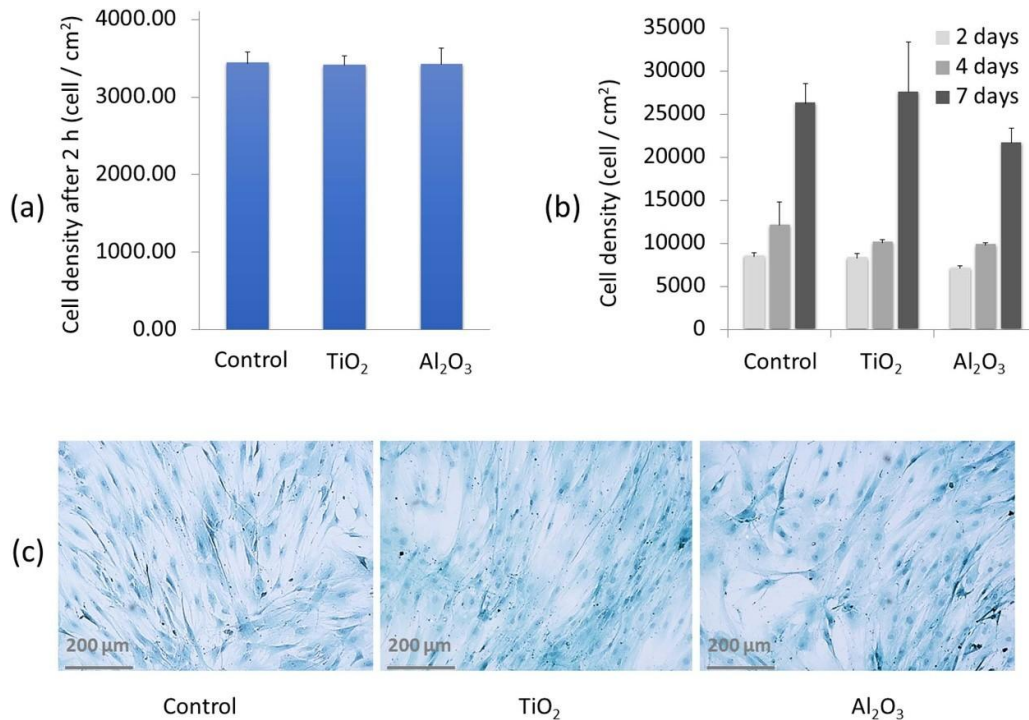 (a)
Cell density after 2 h (cell / cm²)
4000.00
3000.00
2000.00
1000.00
0.00
Control TiO₂ Al₂O₃
(b)
Cell density (cell / cm²)
35000
30000
25000
20000
15000
10000
5000
0
2 days
4 days
7 days
Control TiO₂ Al₂O₃
(c)
200 µm 200 µm 200 µm
Control TiO₂ Al₂O₃